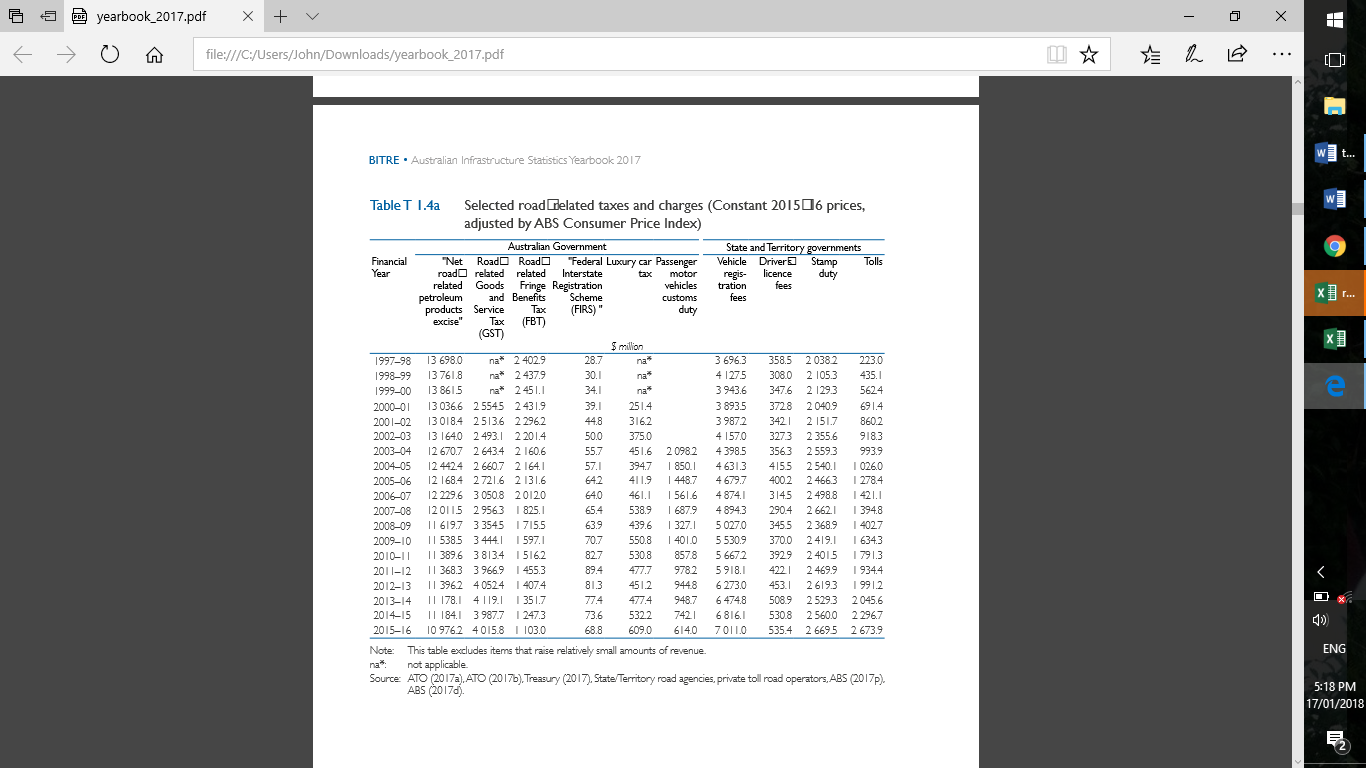 yearbook_2017.pdf
file:///C:/Users/John/Downloads/yearbook_2017.pdf
BITRE • Australian Infrastructure Statistics Yearbook 2017
Table T 1.4a Selected road□related taxes and charges (Constant 2015□16 prices,
adjusted by ABS Consumer Price Index)
Australian Government State and Territory governments
Financial "Net Road□ Road□ "Federal Luxury car Passenger Vehicle Driver□ Stamp Tolls
Year road□ related related Interstate tax motor regis- licence duty
related Goods Fringe Registration vehicles tration fees
petroleum and Benefits Scheme customs fees
products Service Tax (FIRS) " duty
excise" Tax (FBT)
(GST)
$ million
1997–98 13 698.0 na* 2 402.9 28.7 na* 3 696.3 358.5 2 038.2 223.0
1998–99 13 761.8 na* 2 437.9 30.1 na* 4 127.5 308.0 2 105.3 435.1
1999–00 13 861.5 na* 2 451.1 34.1 na* 3 943.6 347.6 2 129.3 562.4
2000–01 13 036.6 2 554.5 2 431.9 39.1 251.4 3 893.5 372.8 2 040.9 691.4
2001–02 13 018.4 2 513.6 2 296.2 44.8 316.2 3 987.2 342.1 2 151.7 860.2
2002–03 13 164.0 2 493.1 2 201.4 50.0 375.0 4 157.0 327.3 2 355.6 918.3
2003–04 12 670.7 2 643.4 2 160.6 55.7 451.6 2 098.2 4 398.5 356.3 2 559.3 993.9
2004–05 12 442.4 2 660.7 2 164.1 57.1 394.7 1 850.1 4 631.3 415.5 2 540.1 1 026.0
2005–06 12 168.4 2 721.6 2 131.6 64.2 411.9 1 448.7 4 679.7 400.2 2 466.3 1 278.4
2006–07 12 229.6 3 050.8 2 012.0 64.0 461.1 1 561.6 4 874.1 314.5 2 498.8 1 421.1
2007–08 12 011.5 2 956.3 1 825.1 65.4 538.9 1 687.9 4 894.3 290.4 2 662.1 1 394.8
2008–09 11 619.7 3 354.5 1 715.5 63.9 439.6 1 327.1 5 027.0 345.5 2 368.9 1 402.7
2009–10 11 538.5 3 444.1 1 597.1 70.7 550.8 1 401.0 5 530.9 370.0 2 419.1 1 634.3
2010–11 11 389.6 3 813.4 1 516.2 82.7 530.8 857.8 5 667.2 392.9 2 401.5 1 791.3
2011–12 11 368.3 3 966.9 1 455.3 89.4 477.7 978.2 5 918.1 422.1 2 469.9 1 934.4
2012–13 11 396.2 4 052.4 1 407.4 81.3 451.2 944.8 6 273.0 453.1 2 619.3 1 991.2
2013–14 11 178.1 4 119.1 1 351.7 77.4 477.4 948.7 6 474.8 508.9 2 529.3 2 045.6
2014–15 11 184.1 3 987.7 1 247.3 73.6 532.2 742.1 6 816.1 530.8 2 560.0 2 296.7
2015–16 10 976.2 4 015.8 1 103.0 68.8 609.0 614.0 7 011.0 535.4 2 669.5 2 673.9
Note: This table excludes items that raise relatively small amounts of revenue.
na*: not applicable.
Source: ATO (2017a), ATO (2017b), Treasury (2017), State/Territory road agencies, private toll road operators, ABS (2017p),
ABS (2017d).
t...
r...
ENG
5:18 PM
17/01/2018
2